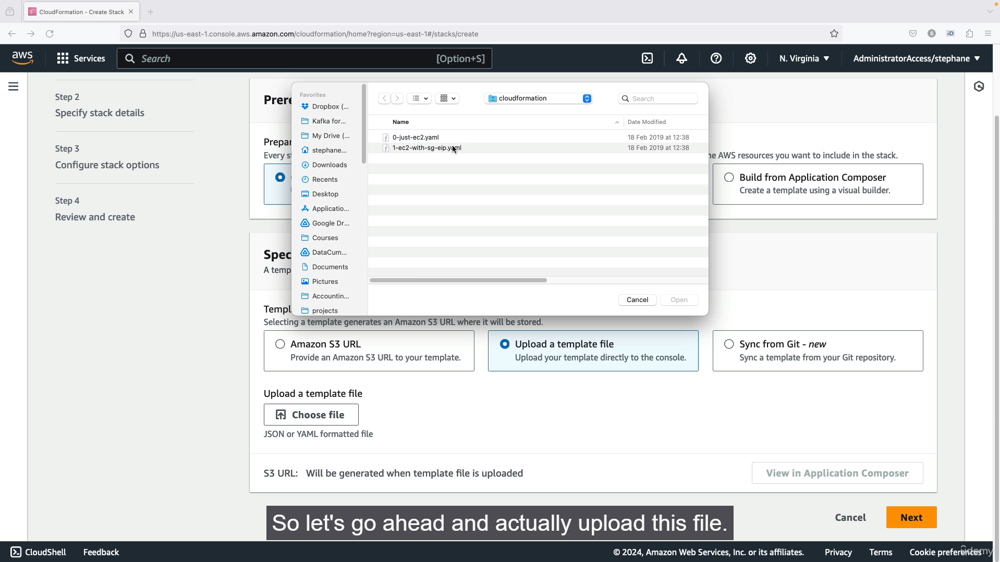 CloudFormation - Create Stack
https://us-east-1.console.aws.amazon.com/cloudformation/home?region=us-east-1#/stacks/create
S
iD
aws
Services
Search
[Option+S]
N. Virginia
AdministratorAccess/stephane
Step 2
Specify stack details
Step 3
Configure stack options
Step 4
Review and create
Prere
Prepar
Every s
he AWS resources you want to include in the stack.
Build from Application Composer
Create a template using a visual builder.
Favorites
Dropbox (...
Kafka for...
My Drive (...
stephane...
Downloads
Recents
Desktop
Applicatio...
Google Dr...
Courses
DataCum...
Documents
Pictures
Accountin...
projects
cloudformation
Search
Name
Date Modified
0-just-ec2.yaml
18 Feb 2019 at 12:38
1-ec2-with-sg-eip.yaml
18 Feb 2019 at 12:38
Cancel
Open
Spec
A temp
Templ
Selecting a template generates an Amazon S3 URL where it will be stored.
Amazon S3 URL
Provide an Amazon S3 URL to your template.
Upload a template file
Upload your template directly to the console.
Sync from Git - new
Sync a template from your Git repository.
Upload a template file
Choose file
JSON or YAML formatted file
S3 URL: Will be generated when template file is uploaded
View in Application Composer
So let's go ahead and actually upload this file.
Cancel
Next
CloudShell
Feedback
© 2024, Amazon Web Services, Inc. or its affiliates.
Privacy
Terms
Cookie preferences
udemy